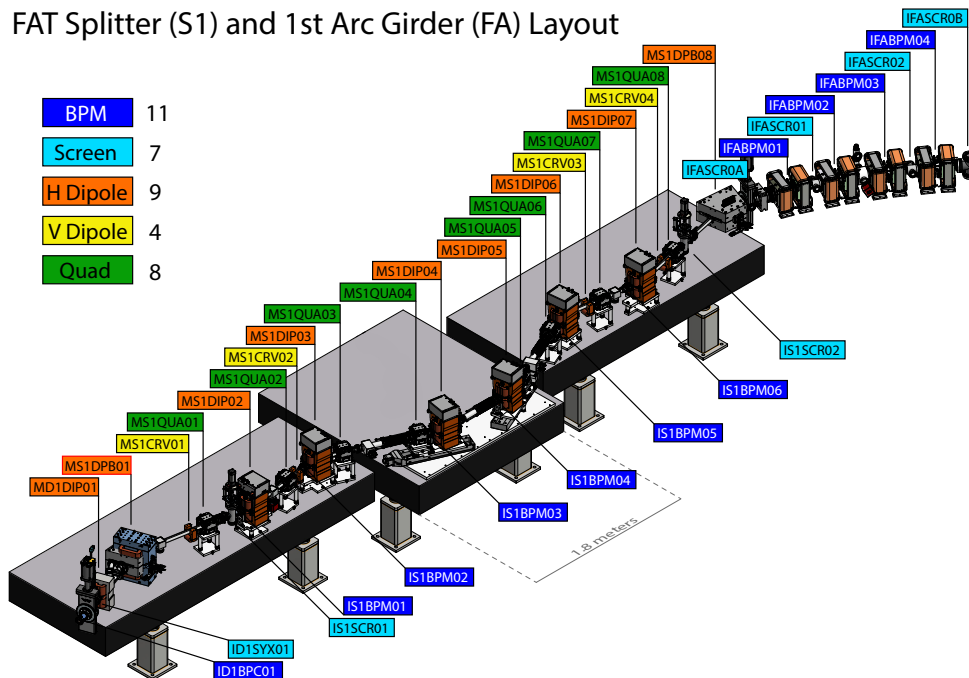 FAT Splitter (S1) and 1st Arc Girder (FA) Layout
BPM 11
Screen 7
H Dipole 9
V Dipole 4
Quad 8
IFASCR0B
IFABPM04
IFASCR02
IFABPM03
IFABPM02
IFASCR01
IFABPM01
IFASCR0A
MS1DPB08
MS1QUA08
MS1CRV04
MS1DIP07
MS1QUA07
MS1CRV03
MS1DIP06
MS1QUA06
MS1QUA05
MS1DIP05
MS1DIP04
MS1QUA04
MS1QUA03
MS1DIP03
MS1CRV02
MS1QUA02
MS1DIP02
MS1QUA01
MS1CRV01
MS1DPB01
MD1DIP01
IS1SCR02
IS1BPM06
IS1BPM05
IS1BPM04
IS1BPM03
1.8 meters
IS1BPM02
IS1BPM01
IS1SCR01
ID1SYX01
ID1BPC01